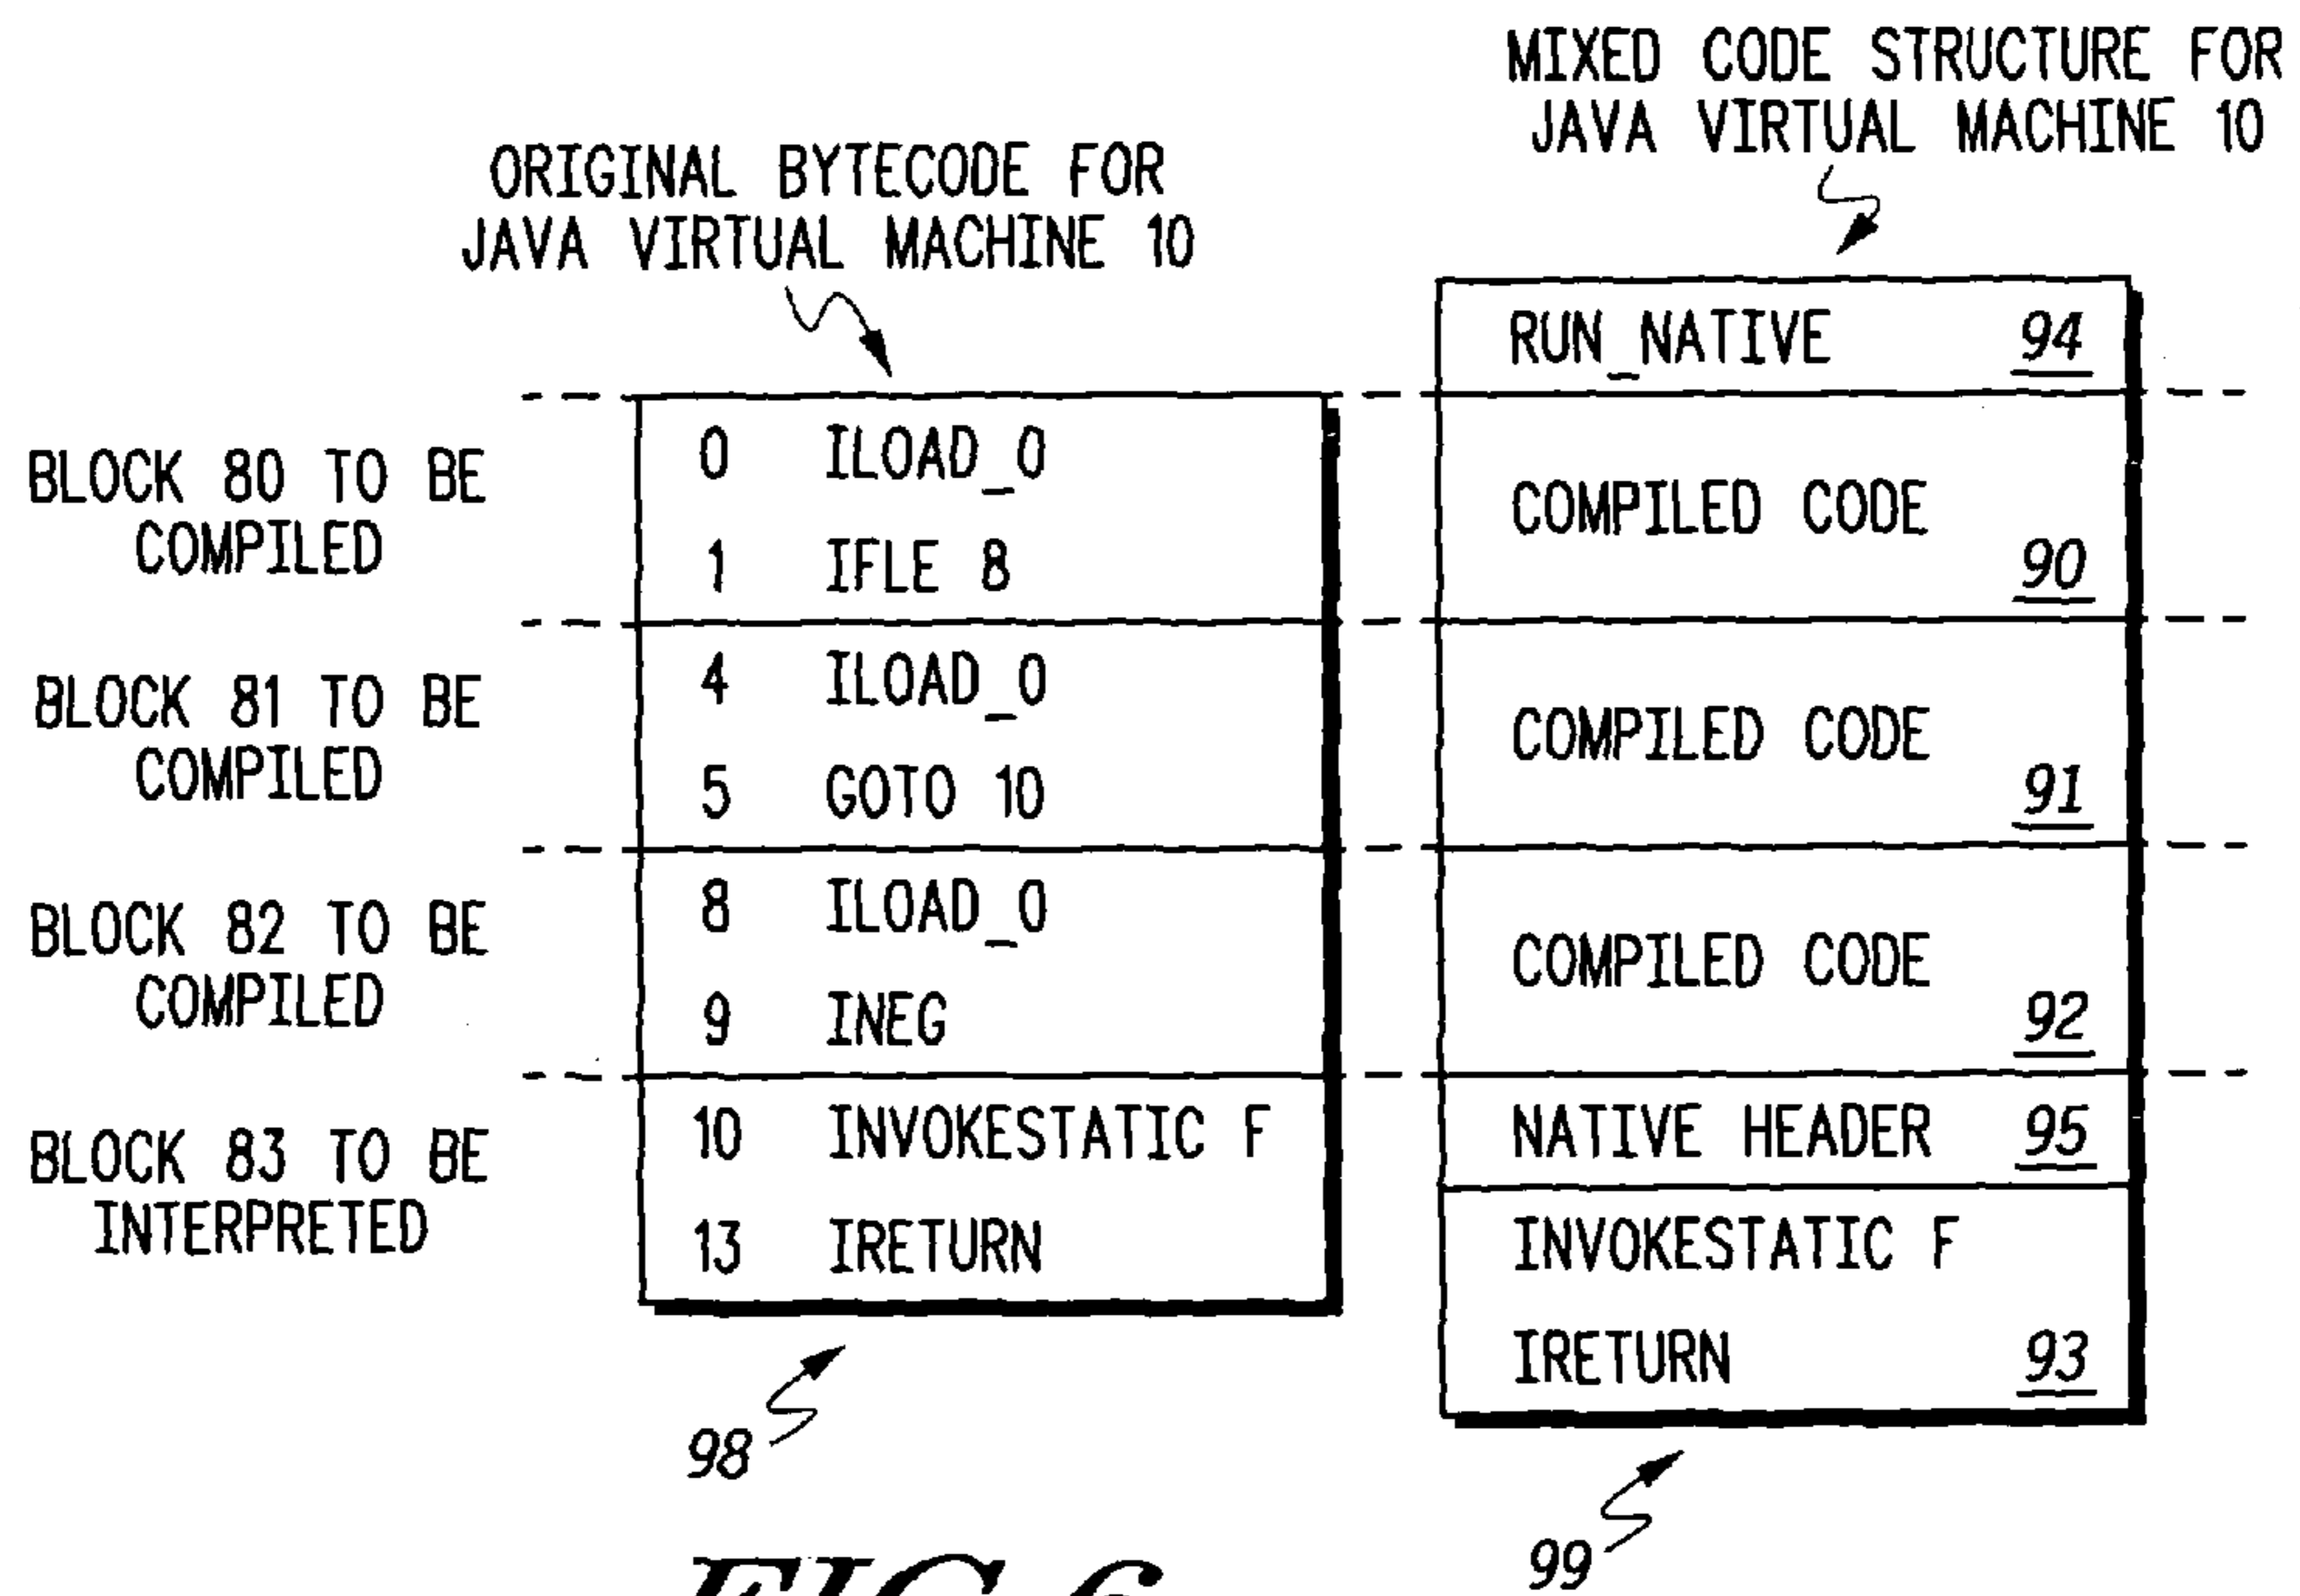 MIXED CODE STRUCTURE FOR
JAVA VIRTUAL MACHINE 10
ORIGINAL BYTECODE FOR
JAVA VIRTUAL MACHINE 10
RUN_NATIVE 94
BLOCK 80 TO BE
COMPILED
0 ILOAD_0
1 IFLE 8
COMPILED CODE
90
BLOCK 81 TO BE
COMPILED
4 ILOAD_0
5 GOTO 10
COMPILED CODE
91
BLOCK 82 TO BE
COMPILED
8 ILOAD_0
9 INEG
COMPILED CODE
92
BLOCK 83 TO BE
INTERPRETED
10 INVOKESTATIC F
13 IRETURN
NATIVE HEADER 95
INVOKESTATIC F
IRETURN 93
98
99
FIG 6